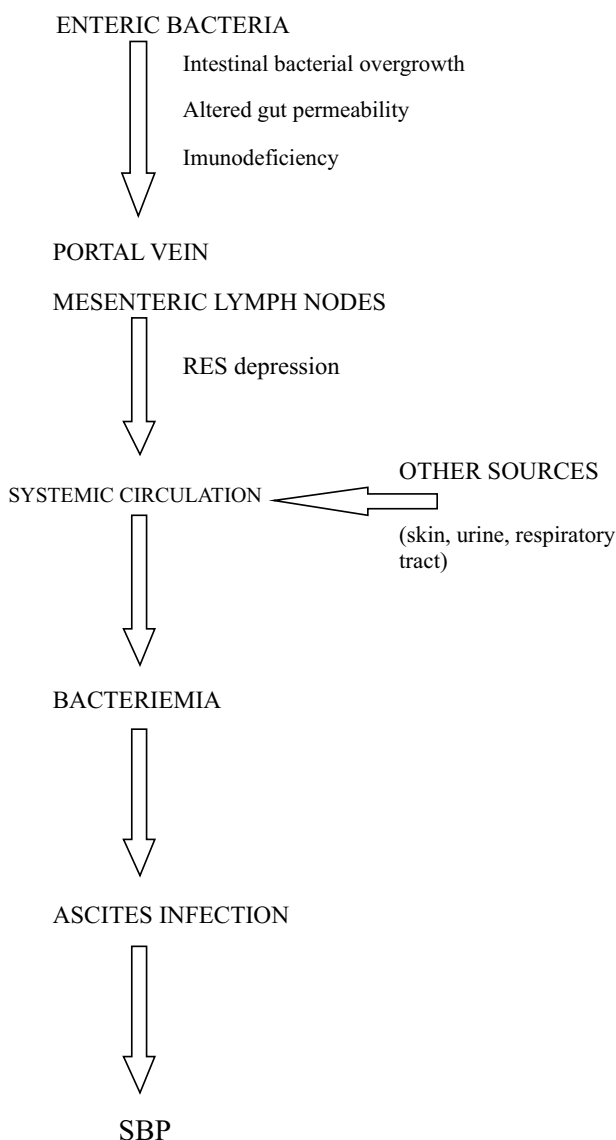 ENTERIC BACTERIA
Intestinal bacterial overgrowth
Altered gut permeability
Imunodeficiency
PORTAL VEIN
MESENTERIC LYMPH NODES
RES depression
OTHER SOURCES
SYSTEMIC CIRCULATION
(skin, urine, respiratory
tract)
BACTERIEMIA
ASCITES INFECTION
SBP